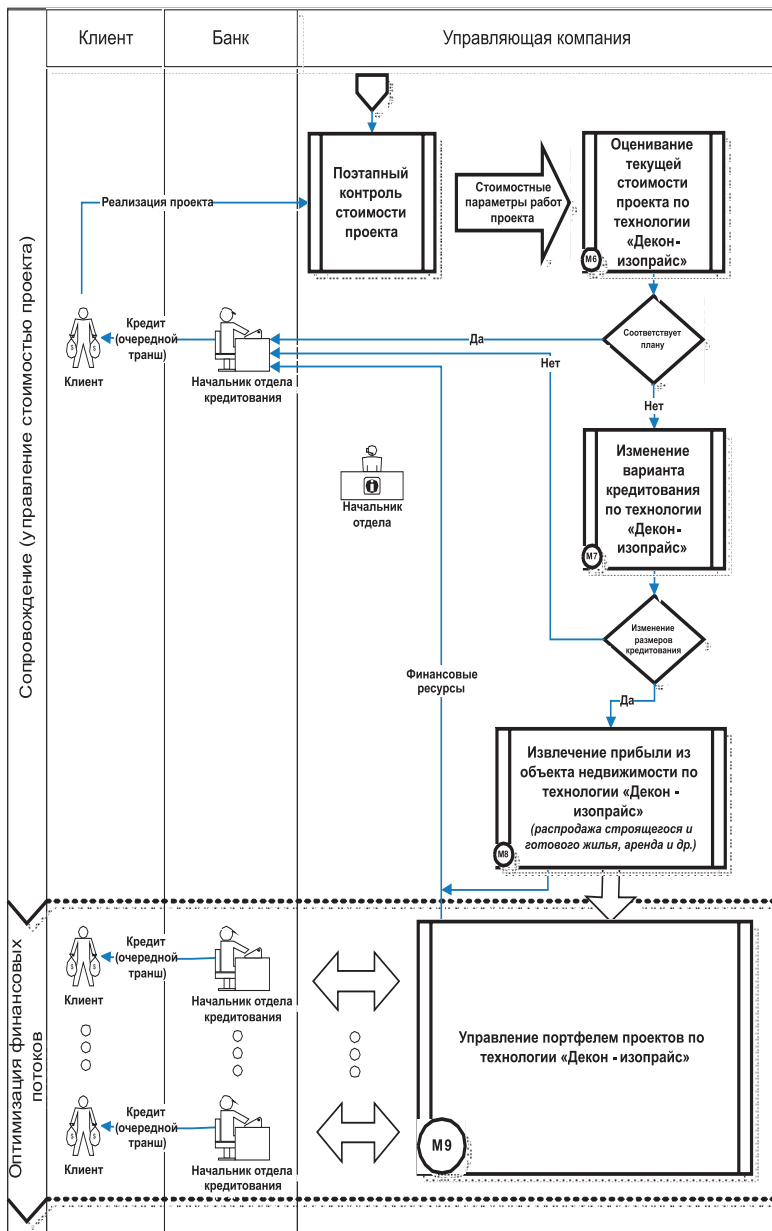 Клиент
Банк
Управляющая компания
Сопровождение (управление стоимостью проекта)
Поэтапный
контроль
стоимости
проекта
Стоимостные
параметры работ
проекта
Оценивание
текущей
стоимости
проекта по
технологии
«Декон-
изопрайс»
М6
Реализация проекта
Кредит
(очередной
транш)
$ $
Клиент
Начальник отдела
кредитования
Да
Соответствует
плану
Нет
Нет
i
Начальник
отдела
Изменение
варианта
кредитования
по технологии
«Декон-
изопрайс»
М7
Изменение
размеров
кредитования
Финансовые
ресурсы
Да
Извлечение прибыли из
объекта недвижимости по
технологии «Декон -
изопрайс»
(распродажа строящегося и
готового жилья, аренда и др.)
М8
Оптимизация финансовых
потоков
Кредит
(очередной
транш)
$ $
Клиент
Начальник отдела
кредитования
Управление портфелем проектов по
технологии «Декон - изопрайс»
М9
Кредит
(очередной
транш)
$ $
Клиент
Начальник отдела
кредитования